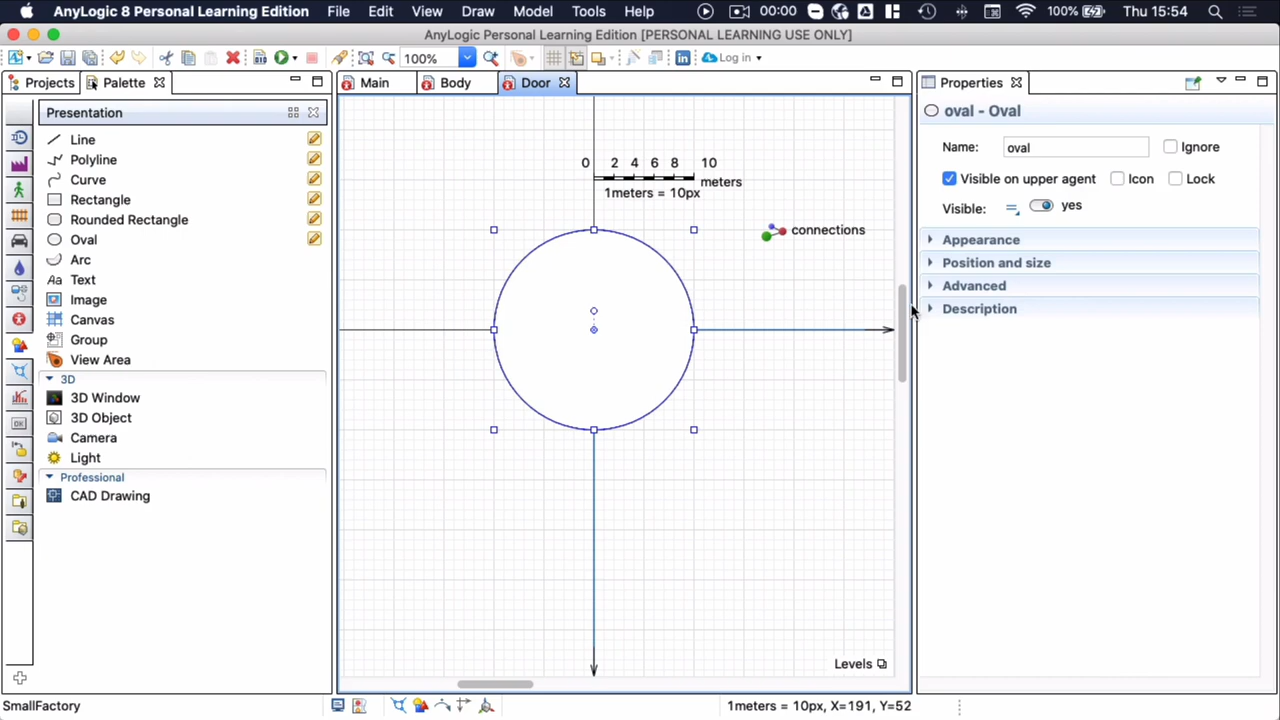 AnyLogic 8 Personal Learning Edition File Edit View Draw Model Tools Help 00:00 100% Thu 15:54
AnyLogic Personal Learning Edition [PERSONAL LEARNING USE ONLY]
100% Log in
Projects Palette Main Body Door Properties
Presentation
oval - Oval
Line
Name: oval Ignore
Polyline
0 2 4 6 8 10
Curve
meters
Visible on upper agent Icon Lock
1meters = 10px
Rectangle
Visible: yes
Rounded Rectangle
connections
Oval
Appearance
Arc
Position and size
Text
Advanced
Image
Description
Canvas
Group
View Area
3D
3D Window
3D Object
Camera
Light
Professional
CAD Drawing
OK
Levels
SmallFactory
1meters = 10px, X=191, Y=52